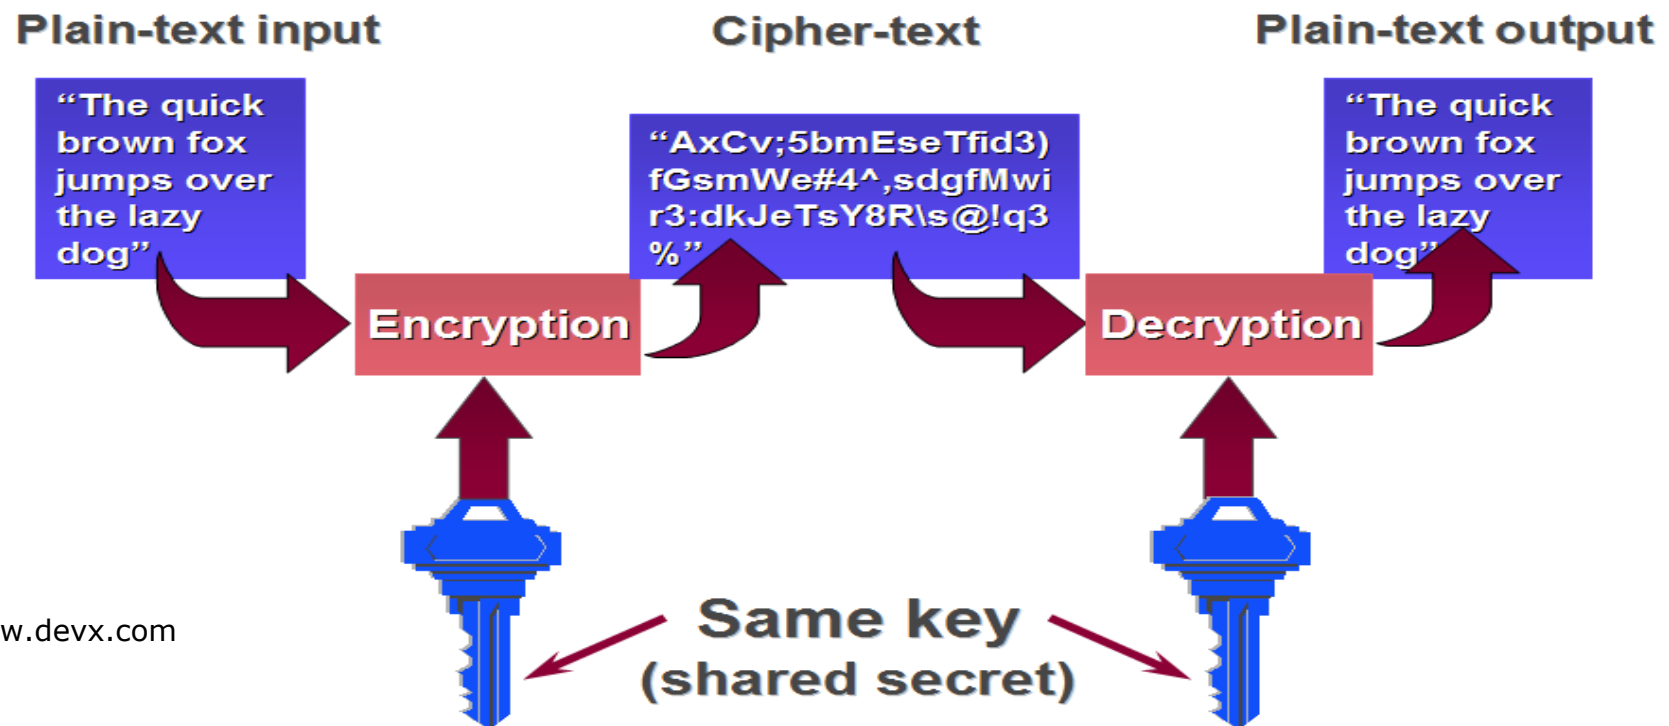 Plain-text input
Cipher-text
Plain-text output
“The quick
brown fox
jumps over
the lazy
dog”
“AxCv;5bmEseTfid3)
fGsmWe#4^,sdgfMwi
r3:dkJeTsY8R\s@!q3
%”
“The quick
brown fox
jumps over
the lazy
dog”
Encryption
Decryption
Same key
(shared secret)
w.devx.com